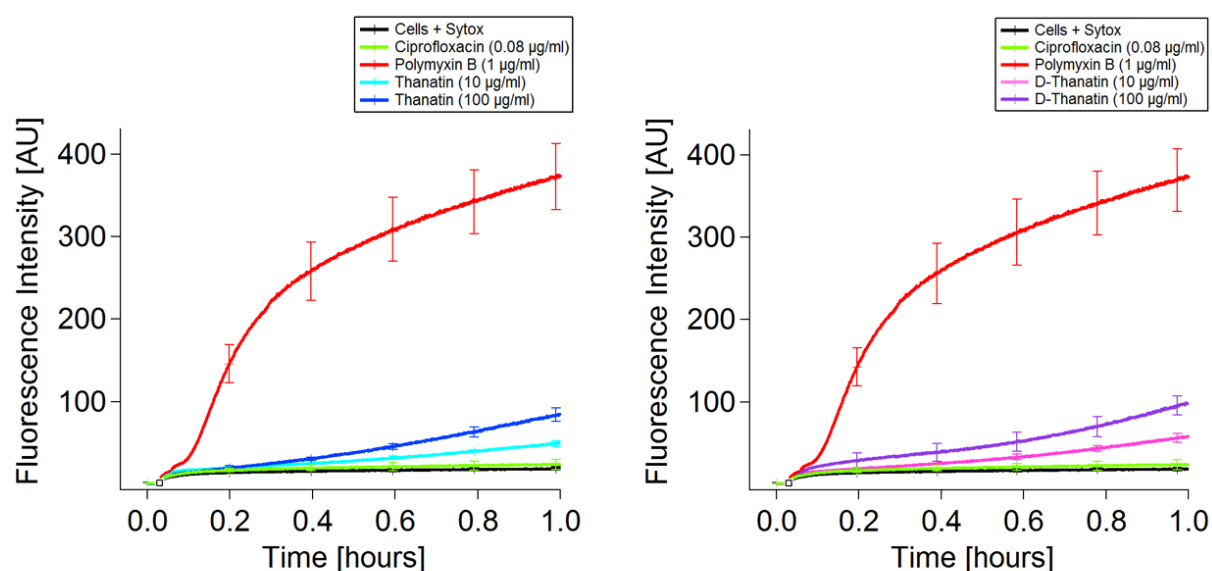 Cells + Sytox
Ciprofloxacin (0.08 µg/ml)
Polymyxin B (1 µg/ml)
Thanatin (10 µg/ml)
Thanatin (100 µg/ml)
Fluorescence Intensity [AU]
400
300
200
100
0.0 0.2 0.4 0.6 0.8 1.0
Time [hours]
Cells + Sytox
Ciprofloxacin (0.08 µg/ml)
Polymyxin B (1 µg/ml)
D-Thanatin (10 µg/ml)
D-Thanatin (100 µg/ml)
Fluorescence Intensity [AU]
400
300
200
100
0.0 0.2 0.4 0.6 0.8 1.0
Time [hours]